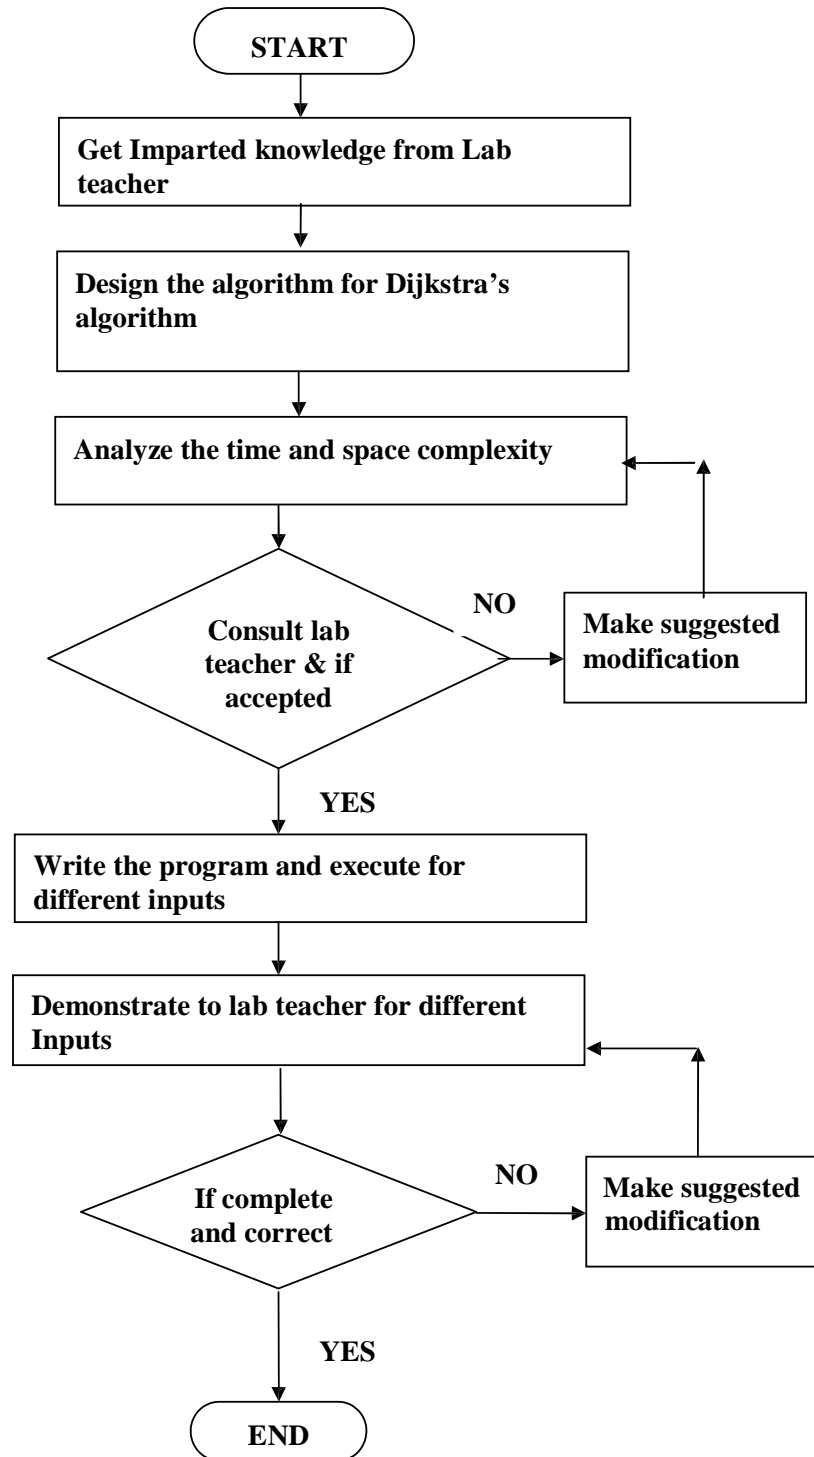 START
Get Imparted knowledge from Lab
teacher
Design the algorithm for Dijkstra’s
algorithm
Analyze the time and space complexity
NO
Consult lab
teacher & if
accepted
Make suggested
modification
YES
Write the program and execute for
different inputs
Demonstrate to lab teacher for different
Inputs
NO
If complete
and correct
Make suggested
modification
YES
END